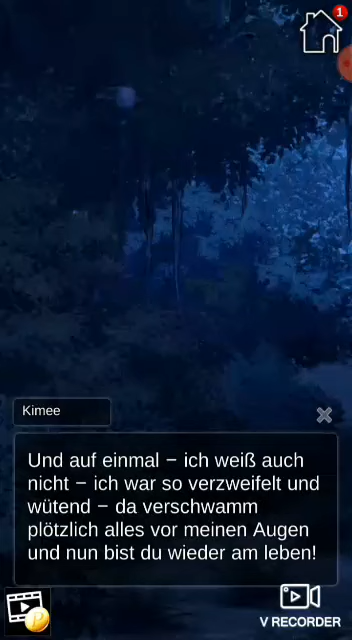 1
Kimee
Und auf einmal – ich weiß auch
nicht – ich war so verzweifelt und
wütend – da verschwamm
plötzlich alles vor meinen Augen
und nun bist du wieder am leben!
P
V RECORDER